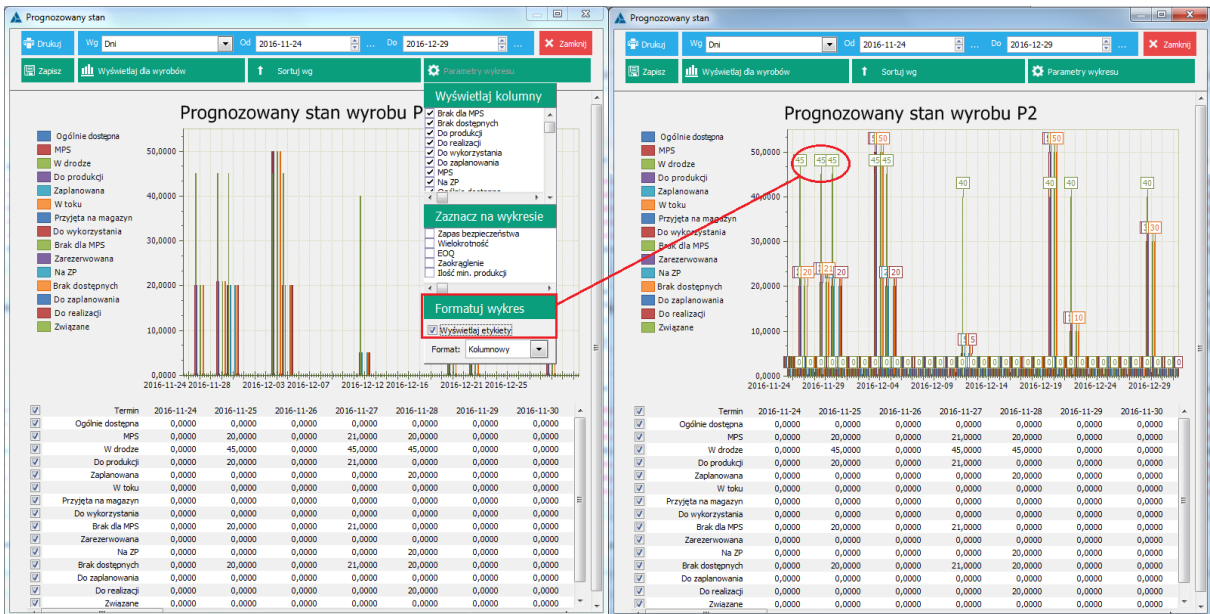 Prognozowany stan
Drukuj Wg Dni Od 2016-11-24 ... Do 2016-12-29 ... Zamknij
Zapisz Wyświetlaj dla wyrobów Sortuj wg Parametry wykresu
Wyświetlaj kolumny
Brak dla MPS
Brak dostępnych
Do produkcji
Do realizacji
Do wykorzystania
Do zaplanowania
MPS
Na ZP
Ogólnie dostępna
Zaznacz na wykresie
Zapas bezpieczeństwa
Wielokrotność
EOQ
Zaokrąglenie
Ilość min. produkcji
Formatuj wykres
Wyświetlaj etykiety
Format: Kolumnowy
Prognozowany stan wyrobu P
Ogólnie dostępna
MPS
W drodze
Do produkcji
Zaplanowana
W toku
Przyjęta na magazyn
Do wykorzystania
Brak dla MPS
Zarezerwowana
Na ZP
Brak dostępnych
Do zaplanowania
Do realizacji
Związane
50,0000
40,0000
30,0000
20,0000
10,0000
0,0000
2016-11-24 2016-11-28 2016-12-03 2016-12-07 2016-12-12 2016-12-16 2016-12-21 2016-12-25
Termin 2016-11-24 2016-11-25 2016-11-26 2016-11-27 2016-11-28 2016-11-29 2016-11-30
Ogólnie dostępna 0,0000 0,0000 0,0000 0,0000 0,0000 0,0000 0,0000
MPS 0,0000 20,0000 0,0000 21,0000 20,0000 0,0000 0,0000
W drodze 0,0000 45,0000 0,0000 45,0000 45,0000 0,0000 0,0000
Do produkcji 0,0000 20,0000 0,0000 21,0000 0,0000 0,0000 0,0000
Zaplanowana 0,0000 0,0000 0,0000 0,0000 20,0000 0,0000 0,0000
W toku 0,0000 0,0000 0,0000 0,0000 0,0000 0,0000 0,0000
Przyjęta na magazyn 0,0000 0,0000 0,0000 0,0000 0,0000 0,0000 0,0000
Do wykorzystania 0,0000 0,0000 0,0000 0,0000 0,0000 0,0000 0,0000
Brak dla MPS 0,0000 20,0000 0,0000 21,0000 0,0000 0,0000 0,0000
Zarezerwowana 0,0000 0,0000 0,0000 0,0000 0,0000 0,0000 0,0000
Na ZP 0,0000 0,0000 0,0000 0,0000 20,0000 0,0000 0,0000
Brak dostępnych 0,0000 20,0000 0,0000 21,0000 20,0000 0,0000 0,0000
Do zaplanowania 0,0000 0,0000 0,0000 0,0000 0,0000 0,0000 0,0000
Do realizacji 0,0000 0,0000 0,0000 0,0000 20,0000 0,0000 0,0000
Związane 0,0000 0,0000 0,0000 0,0000 0,0000 0,0000 0,0000
Prognozowany stan
Drukuj Wg Dni Od 2016-11-24 ... Do 2016-12-29 ... Zamknij
Zapisz Wyświetlaj dla wyrobów Sortuj wg Parametry wykresu
Prognozowany stan wyrobu P2
Ogólnie dostępna
MPS
W drodze
Do produkcji
Zaplanowana
W toku
Przyjęta na magazyn
Do wykorzystania
Brak dla MPS
Zarezerwowana
Na ZP
Brak dostępnych
Do zaplanowania
Do realizacji
Związane
50,0000
40,0000
30,0000
20,0000
10,0000
0,0000
50 50
45 45 45 45 45
40 40 40 40
30
20 21 20 20
10
5
2016-11-24 2016-11-29 2016-12-04 2016-12-09 2016-12-14 2016-12-19 2016-12-24 2016-12-29
Termin 2016-11-24 2016-11-25 2016-11-26 2016-11-27 2016-11-28 2016-11-29 2016-11-30
Ogólnie dostępna 0,0000 0,0000 0,0000 0,0000 0,0000 0,0000 0,0000
MPS 0,0000 20,0000 0,0000 21,0000 20,0000 0,0000 0,0000
W drodze 0,0000 45,0000 0,0000 45,0000 45,0000 0,0000 0,0000
Do produkcji 0,0000 20,0000 0,0000 21,0000 0,0000 0,0000 0,0000
Zaplanowana 0,0000 0,0000 0,0000 0,0000 20,0000 0,0000 0,0000
W toku 0,0000 0,0000 0,0000 0,0000 0,0000 0,0000 0,0000
Przyjęta na magazyn 0,0000 0,0000 0,0000 0,0000 0,0000 0,0000 0,0000
Do wykorzystania 0,0000 0,0000 0,0000 0,0000 0,0000 0,0000 0,0000
Brak dla MPS 0,0000 20,0000 0,0000 21,0000 0,0000 0,0000 0,0000
Zarezerwowana 0,0000 0,0000 0,0000 0,0000 0,0000 0,0000 0,0000
Na ZP 0,0000 0,0000 0,0000 0,0000 20,0000 0,0000 0,0000
Brak dostępnych 0,0000 20,0000 0,0000 21,0000 20,0000 0,0000 0,0000
Do zaplanowania 0,0000 0,0000 0,0000 0,0000 0,0000 0,0000 0,0000
Do realizacji 0,0000 0,0000 0,0000 0,0000 20,0000 0,0000 0,0000
Związane 0,0000 0,0000 0,0000 0,0000 0,0000 0,0000 0,0000